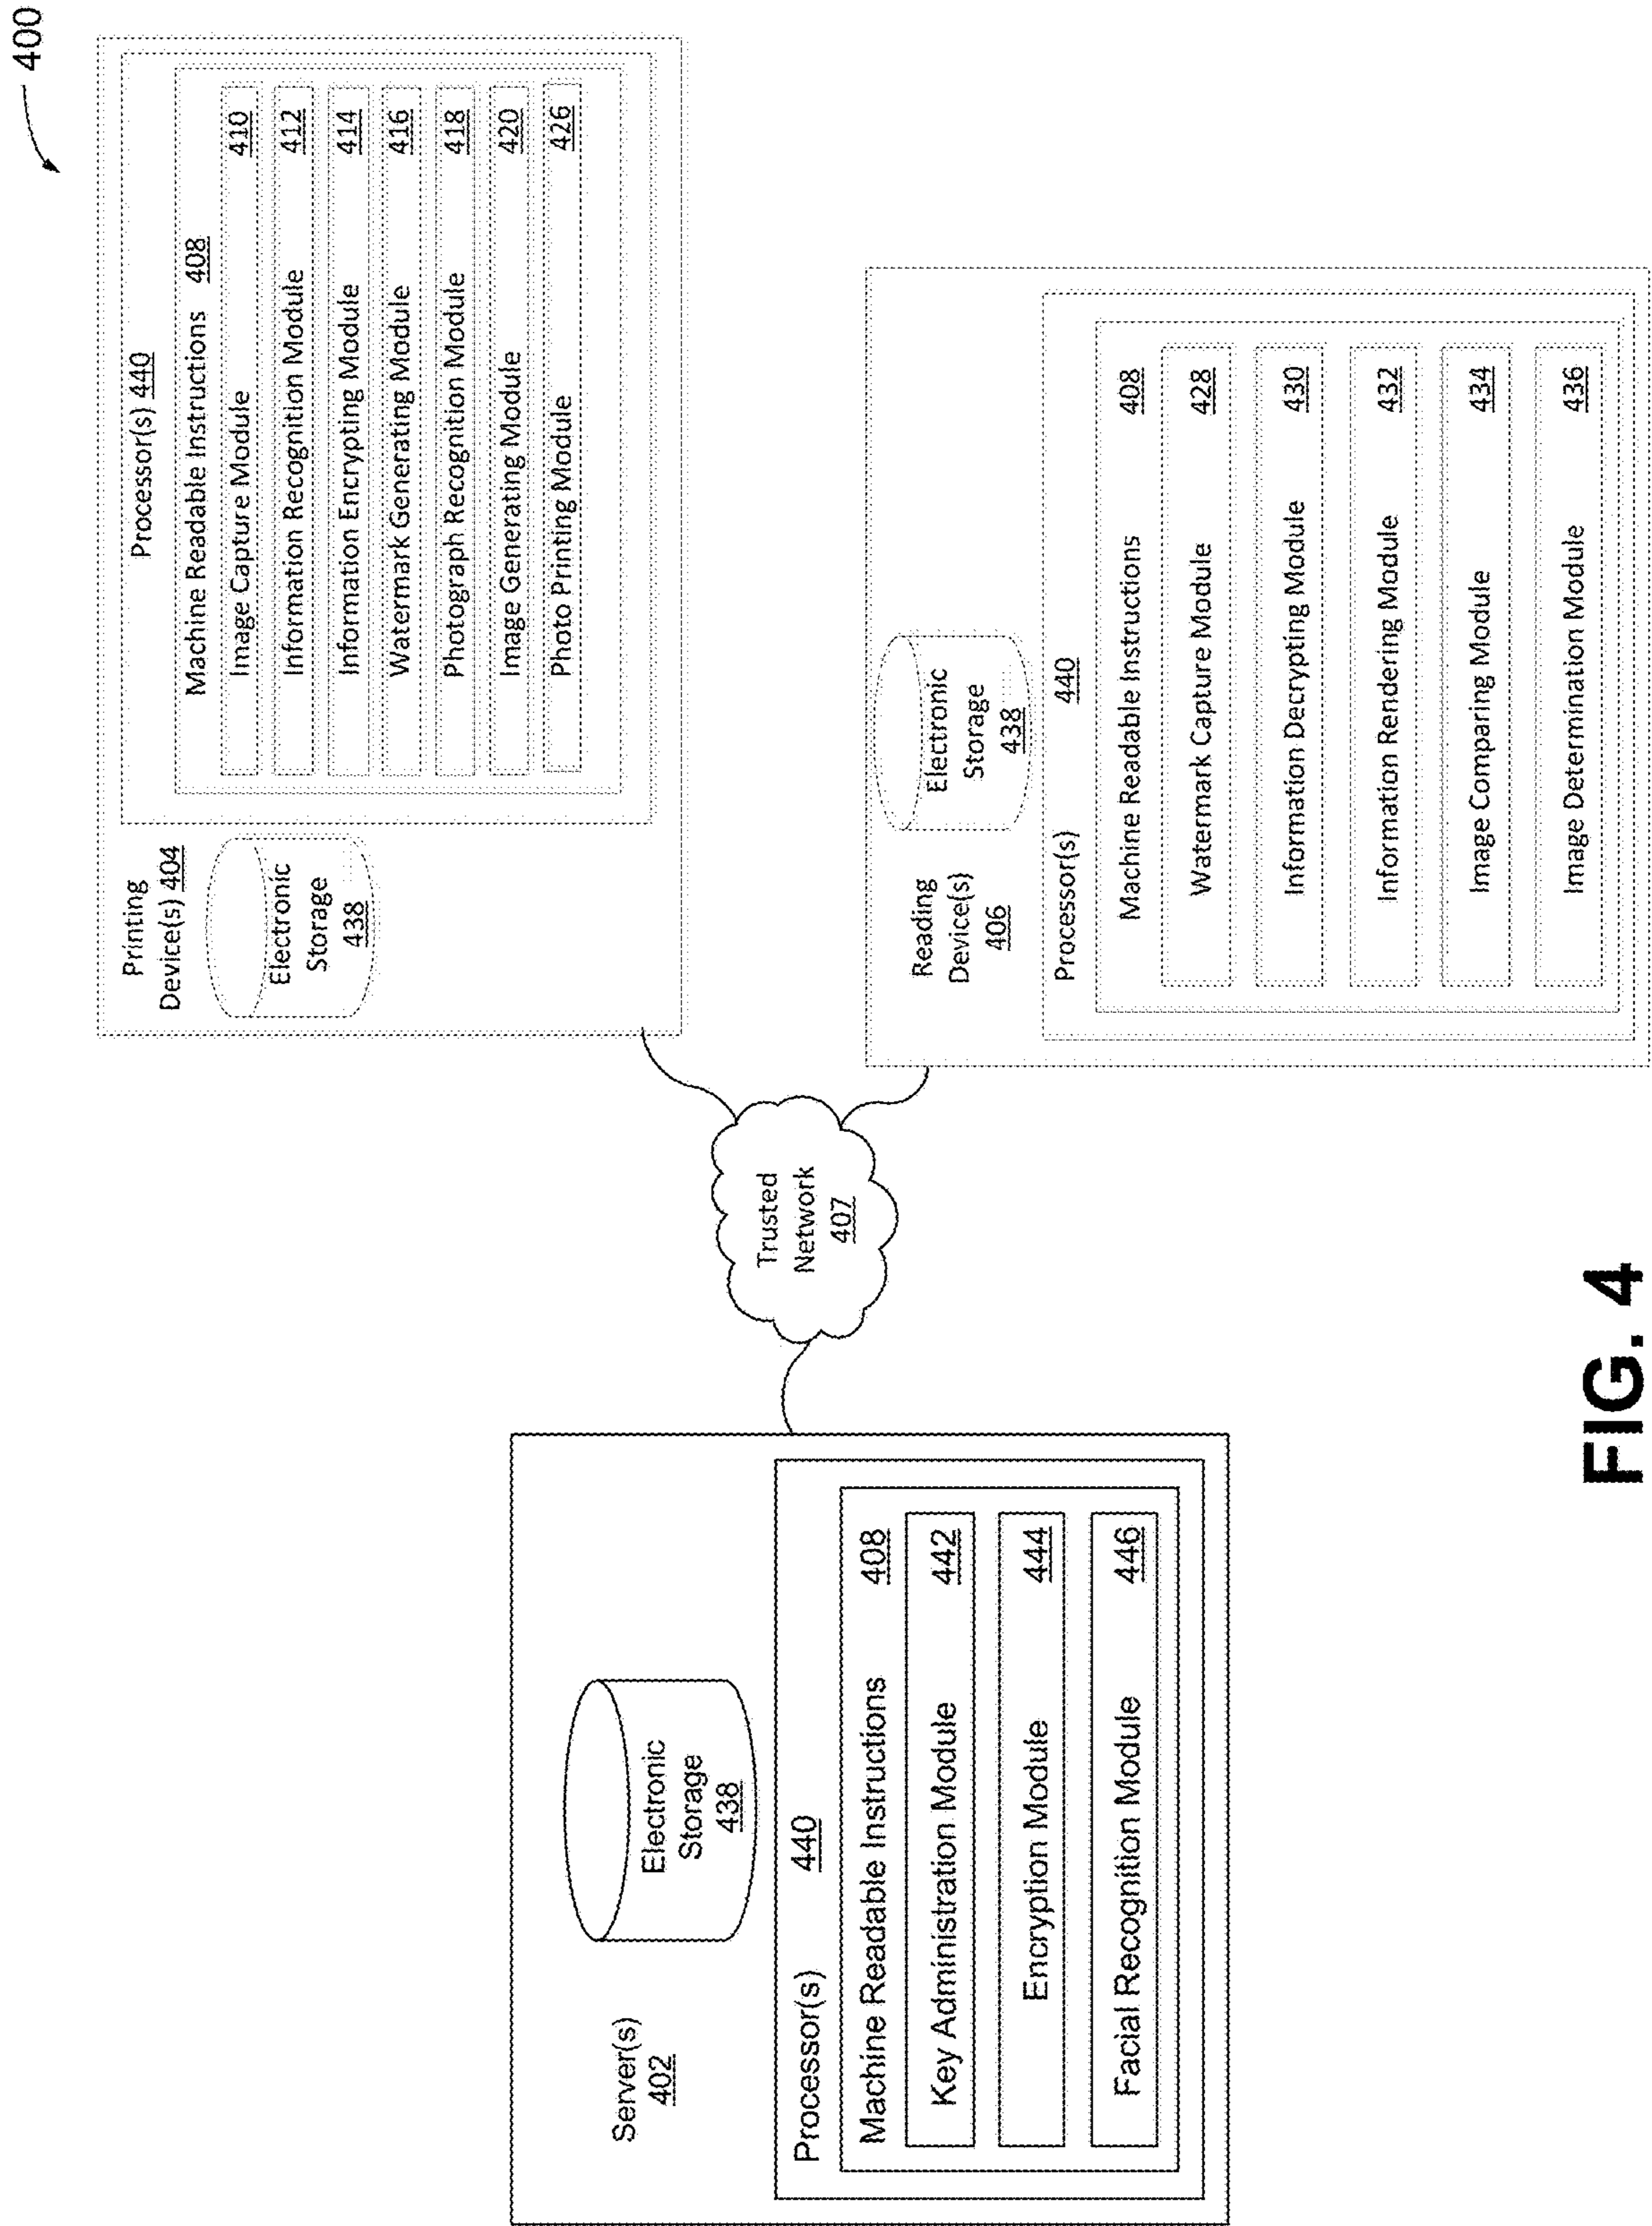 400
Printing
Device(s) 404
Electronic
Storage
438
Processor(s) 440
Machine Readable Instructions 408
Image Capture Module 410
Information Recognition Module 412
Information Encrypting Module 414
Watermark Generating Module 416
Photograph Recognition Module 418
Image Generating Module 420
Photo Printing Module 426
Server(s)
402
Electronic
Storage
438
Processor(s) 440
Machine Readable Instructions 408
Key Administration Module 442
Encryption Module 444
Facial Recognition Module 446
Trusted
Network
407
Reading
Device(s)
406
Electronic
Storage
438
Processor(s) 440
Machine Readable Instructions 408
Watermark Capture Module 428
Information Decrypting Module 430
Information Rendering Module 432
Image Comparing Module 434
Image Determination Module 436
FIG. 4